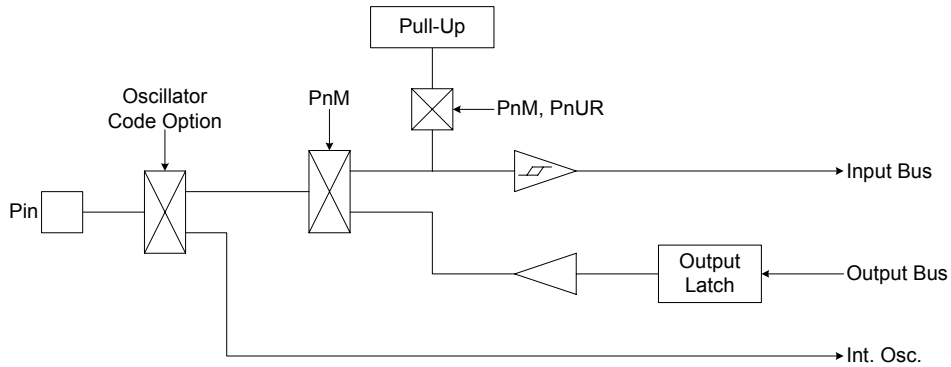 Pull-Up
Oscillator
Code Option
PnM
PnM, PnUR
Input Bus
Pin
Output
Latch
Output Bus
Int. Osc.